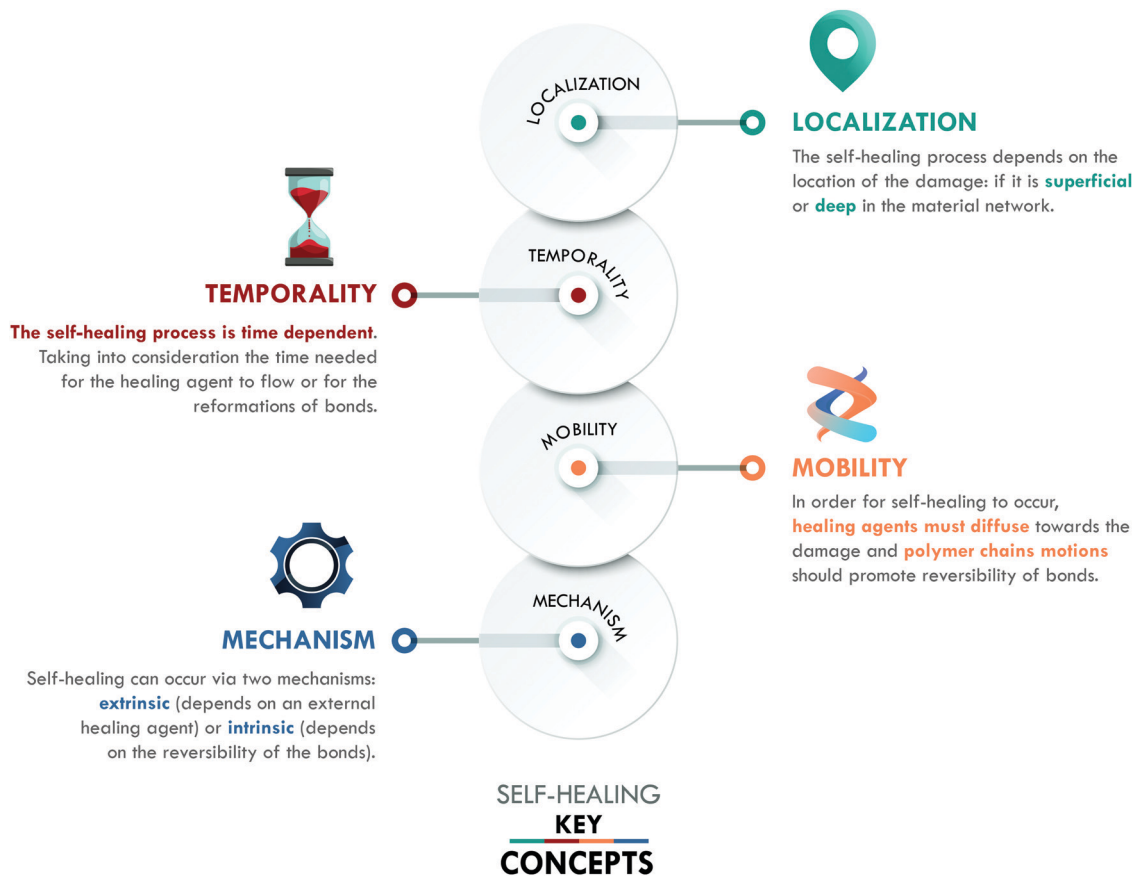 LOCALIZATION
LOCALIZATION
The self-healing process depends on the
location of the damage: if it is superficial
or deep in the material network.
TEMPORALITY
TEMPORALITY
The self-healing process is time dependent.
Taking into consideration the time needed
for the healing agent to flow or for the
reformations of bonds.
MOBILITY
MOBILITY
In order for self-healing to occur,
healing agents must diffuse towards the
damage and polymer chains motions
should promote reversibility of bonds.
MECHANISM
MECHANISM
Self-healing can occur via two mechanisms:
extrinsic (depends on an external
healing agent) or intrinsic (depends
on the reversibility of the bonds).
SELF-HEALING
KEY
CONCEPTS